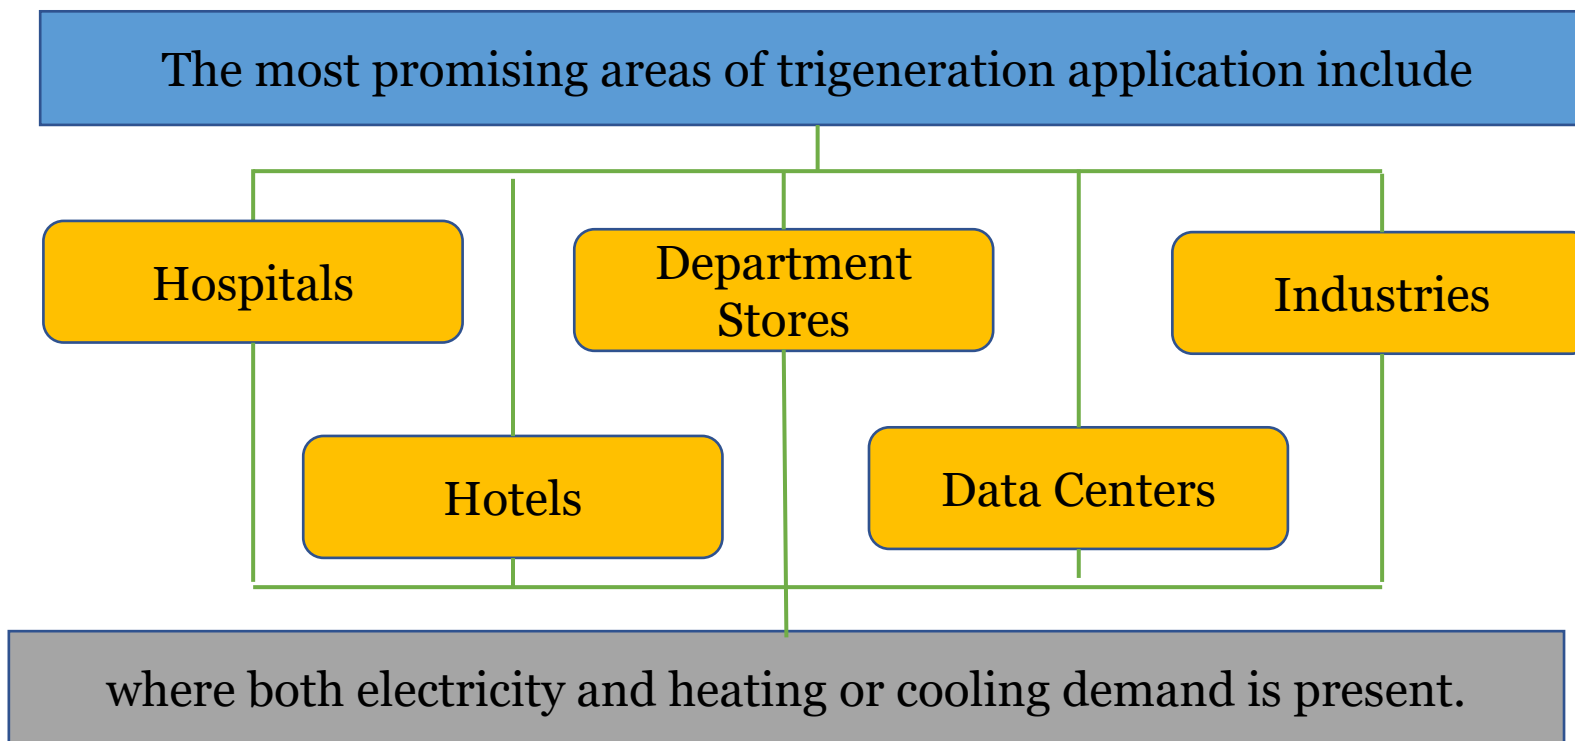 The most promising areas of trigeneration application include
Hospitals
Department
Stores
Industries
Hotels
Data Centers
where both electricity and heating or cooling demand is present.